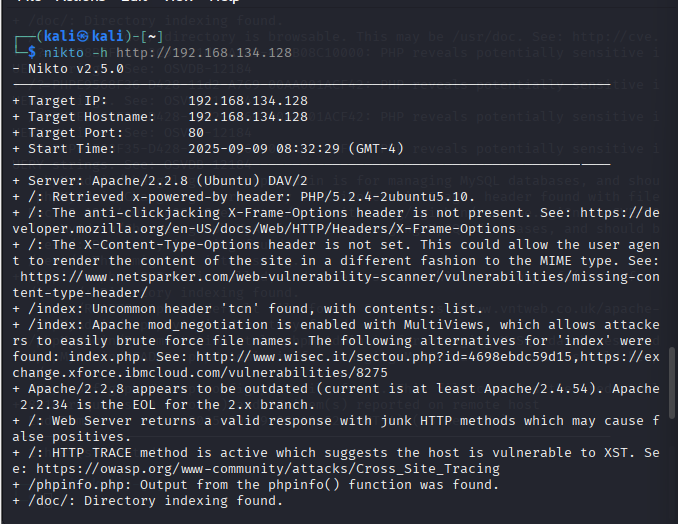 ┌──(kali㉿kali)-[~]
└─$ nikto -h http://192.168.134.128
- Nikto v2.5.0
+ Target IP: 192.168.134.128
+ Target Hostname: 192.168.134.128
+ Target Port: 80
+ Start Time: 2025-09-09 08:32:29 (GMT-4)
+ Server: Apache/2.2.8 (Ubuntu) DAV/2
+ /: Retrieved x-powered-by header: PHP/5.2.4-2ubuntu5.10.
+ /: The anti-clickjacking X-Frame-Options header is not present. See: https://de
veloper.mozilla.org/en-US/docs/Web/HTTP/Headers/X-Frame-Options
+ /: The X-Content-Type-Options header is not set. This could allow the user agen
t to render the content of the site in a different fashion to the MIME type. See:
https://www.netsparker.com/web-vulnerability-scanner/vulnerabilities/missing-con
tent-type-header/
+ /index: Uncommon header 'tcn' found, with contents: list.
+ /index: Apache mod_negotiation is enabled with MultiViews, which allows attacke
rs to easily brute force file names. The following alternatives for 'index' were
found: index.php. See: http://www.wisec.it/sectou.php?id=4698ebdc59d15,https://ex
change.xforce.ibmcloud.com/vulnerabilities/8275
+ Apache/2.2.8 appears to be outdated (current is at least Apache/2.4.54). Apache
2.2.34 is the EOL for the 2.x branch.
+ /: Web Server returns a valid response with junk HTTP methods which may cause f
alse positives.
+ /: HTTP TRACE method is active which suggests the host is vulnerable to XST. Se
e: https://owasp.org/www-community/attacks/Cross_Site_Tracing
+ /phpinfo.php: Output from the phpinfo() function was found.
+ /doc/: Directory indexing found.